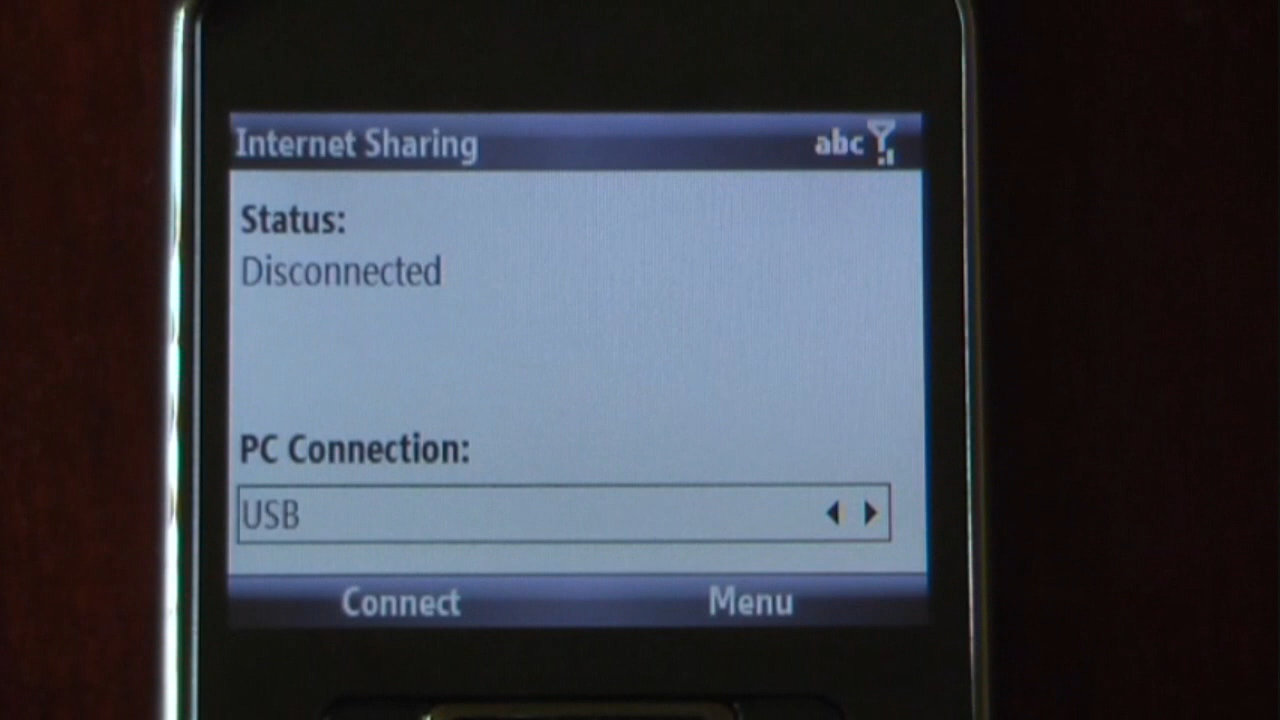 Internet Sharing abc
Status:
Disconnected
PC Connection:
USB
Connect Menu